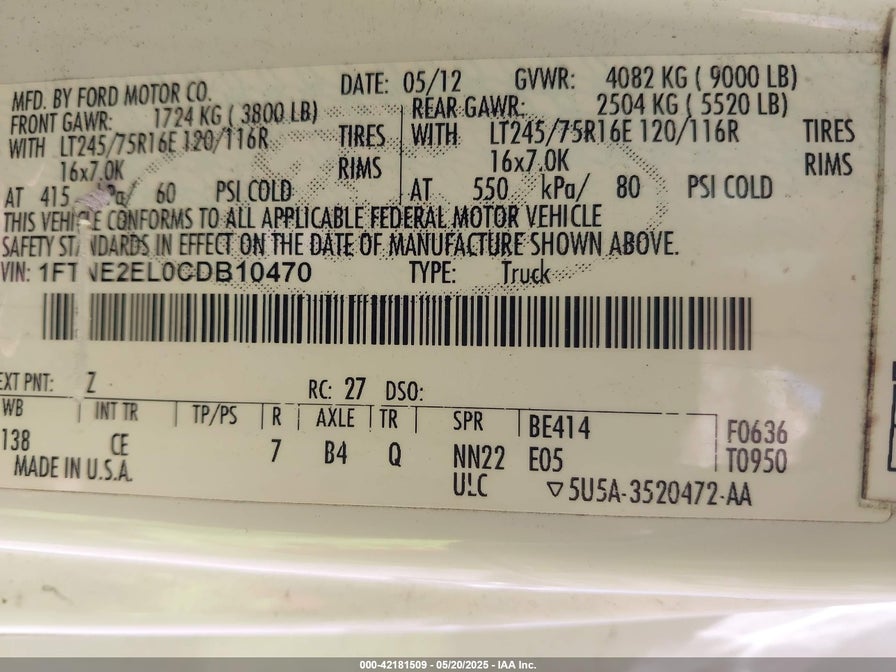 MFD. BY FORD MOTOR CO. DATE: 05/12 GVWR: 4082 KG ( 9000 LB)
FRONT GAWR: 1724 KG ( 3800 LB) REAR GAWR: 2504 KG ( 5520 LB)
WITH LT245/75R16E 120/116R TIRES WITH LT245/75R16E 120/116R TIRES
16x7.0K RIMS 16x7.0K RIMS
AT 415 kPa/ 60 PSI COLD AT 550 kPa/ 80 PSI COLD
THIS VEHICLE CONFORMS TO ALL APPLICABLE FEDERAL MOTOR VEHICLE
SAFETY STANDARDS IN EFFECT ON THE DATE OF MANUFACTURE SHOWN ABOVE.
VIN: 1FTNE2EL0CDB10470 TYPE: Truck
EXT PNT: Z RC: 27 DSO:
WB INT TR TP/PS R AXLE TR SPR BE414 F0636
138 CE 7 B4 Q NN22 E05 T0950
MADE IN U.S.A. ULC ▽5U5A-3520472-AA
000-42181509 - 05/20/2025 - IAA Inc.